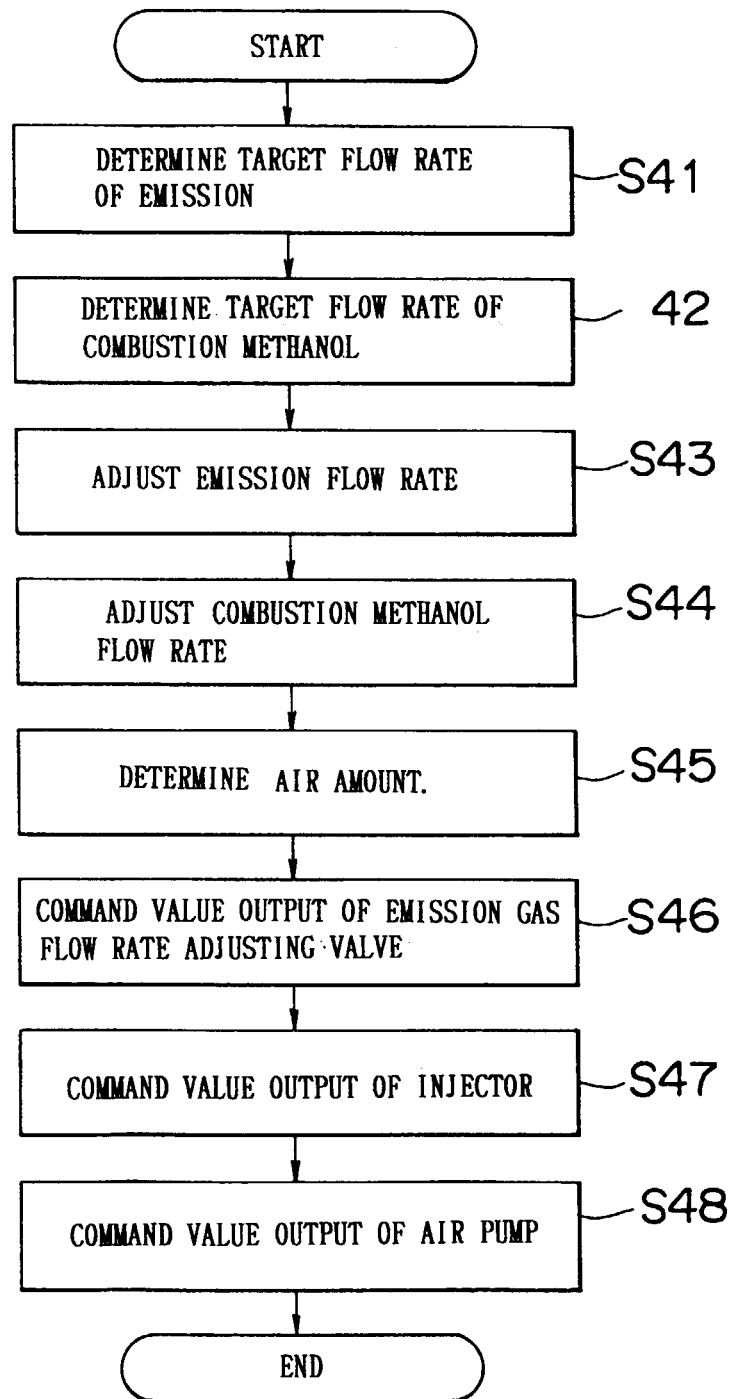 START
DETERMINE TARGET FLOW RATE
OF EMISSION
S41
DETERMINE TARGET FLOW RATE OF
COMBUSTION METHANOL
42
ADJUST EMISSION FLOW RATE
S43
ADJUST COMBUSTION METHANOL
FLOW RATE
S44
DETERMINE AIR AMOUNT.
S45
COMMAND VALUE OUTPUT OF EMISSION GAS
FLOW RATE ADJUSTING VALVE
S46
COMMAND VALUE OUTPUT OF INJECTOR
S47
COMMAND VALUE OUTPUT OF AIR PUMP
S48
END